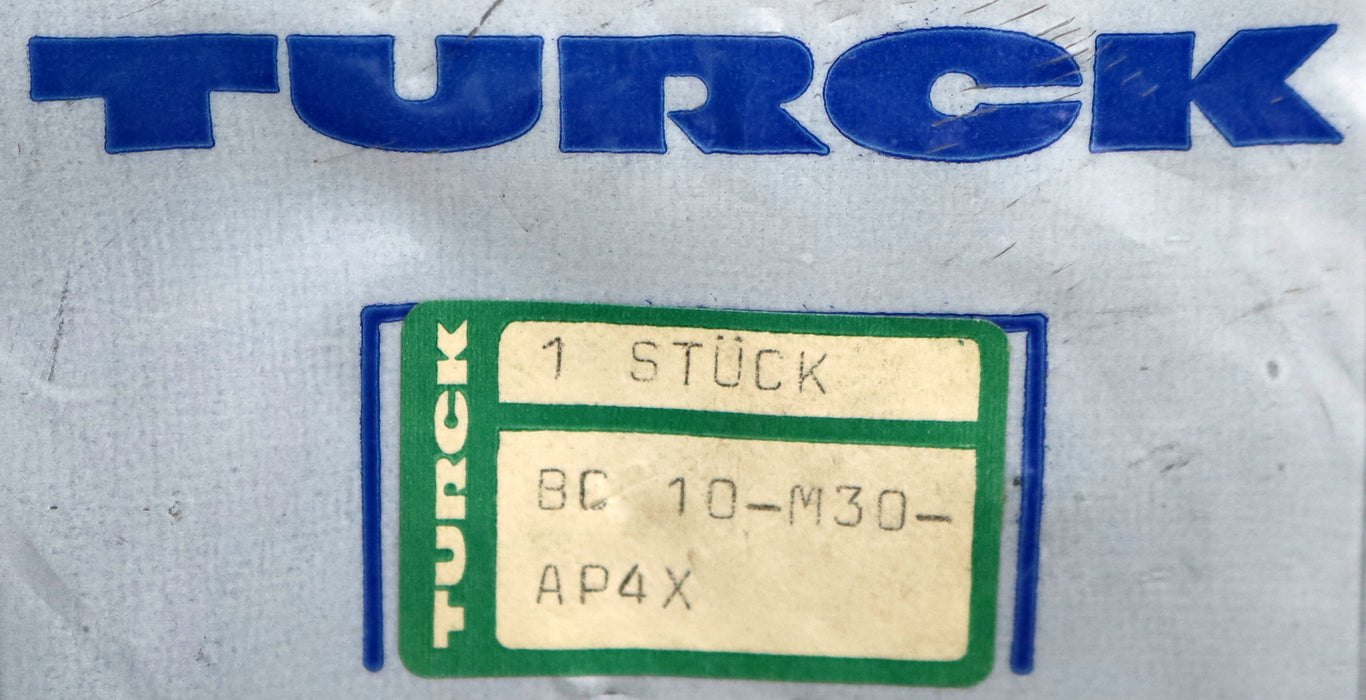 TURCK
TURCK
1 STÜCK
BC 10-M30-
AP4X